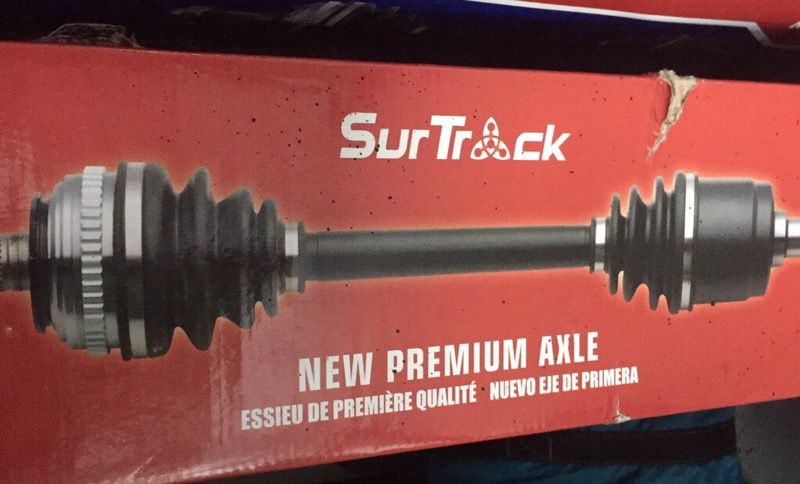 SurTrack
NEW PREMIUM AXLE
ESSIEU DE PREMIÈRE QUALITÉ NUEVO EJE DE PRIMERA